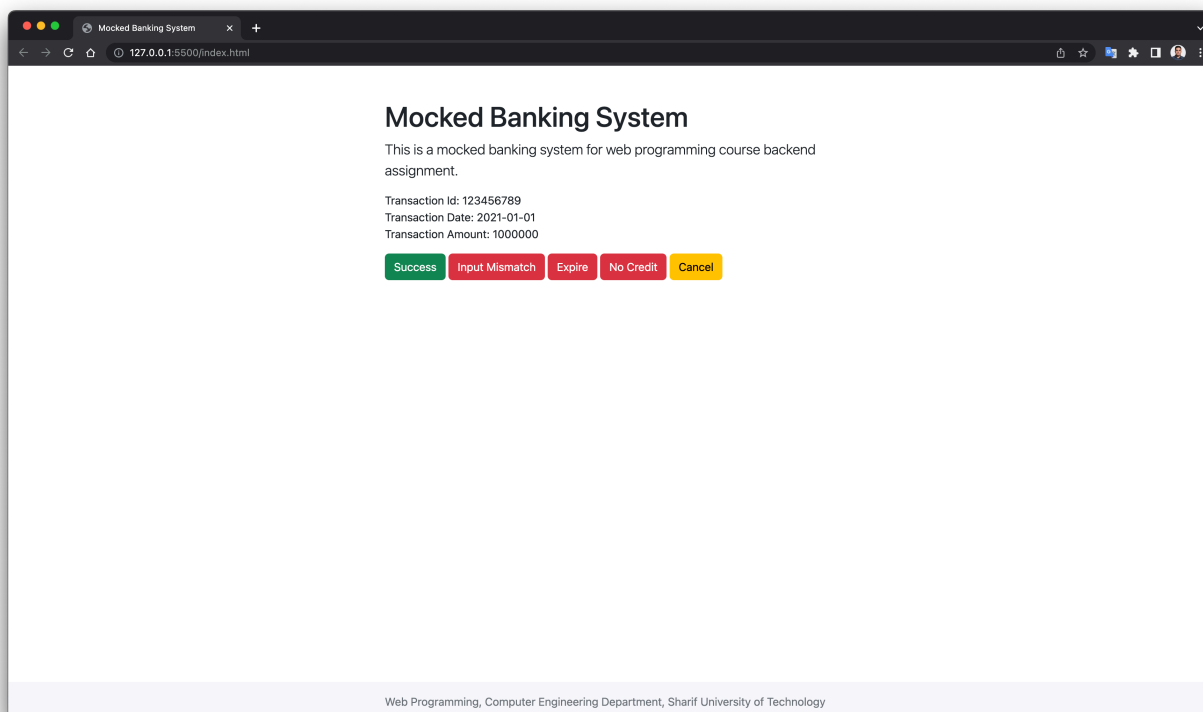 Mocked Banking System
127.0.0.1:5500/index.html
Mocked Banking System
This is a mocked banking system for web programming course backend
assignment.
Transaction Id: 123456789
Transaction Date: 2021-01-01
Transaction Amount: 1000000
Success Input Mismatch Expire No Credit Cancel
Web Programming, Computer Engineering Department, Sharif University of Technology